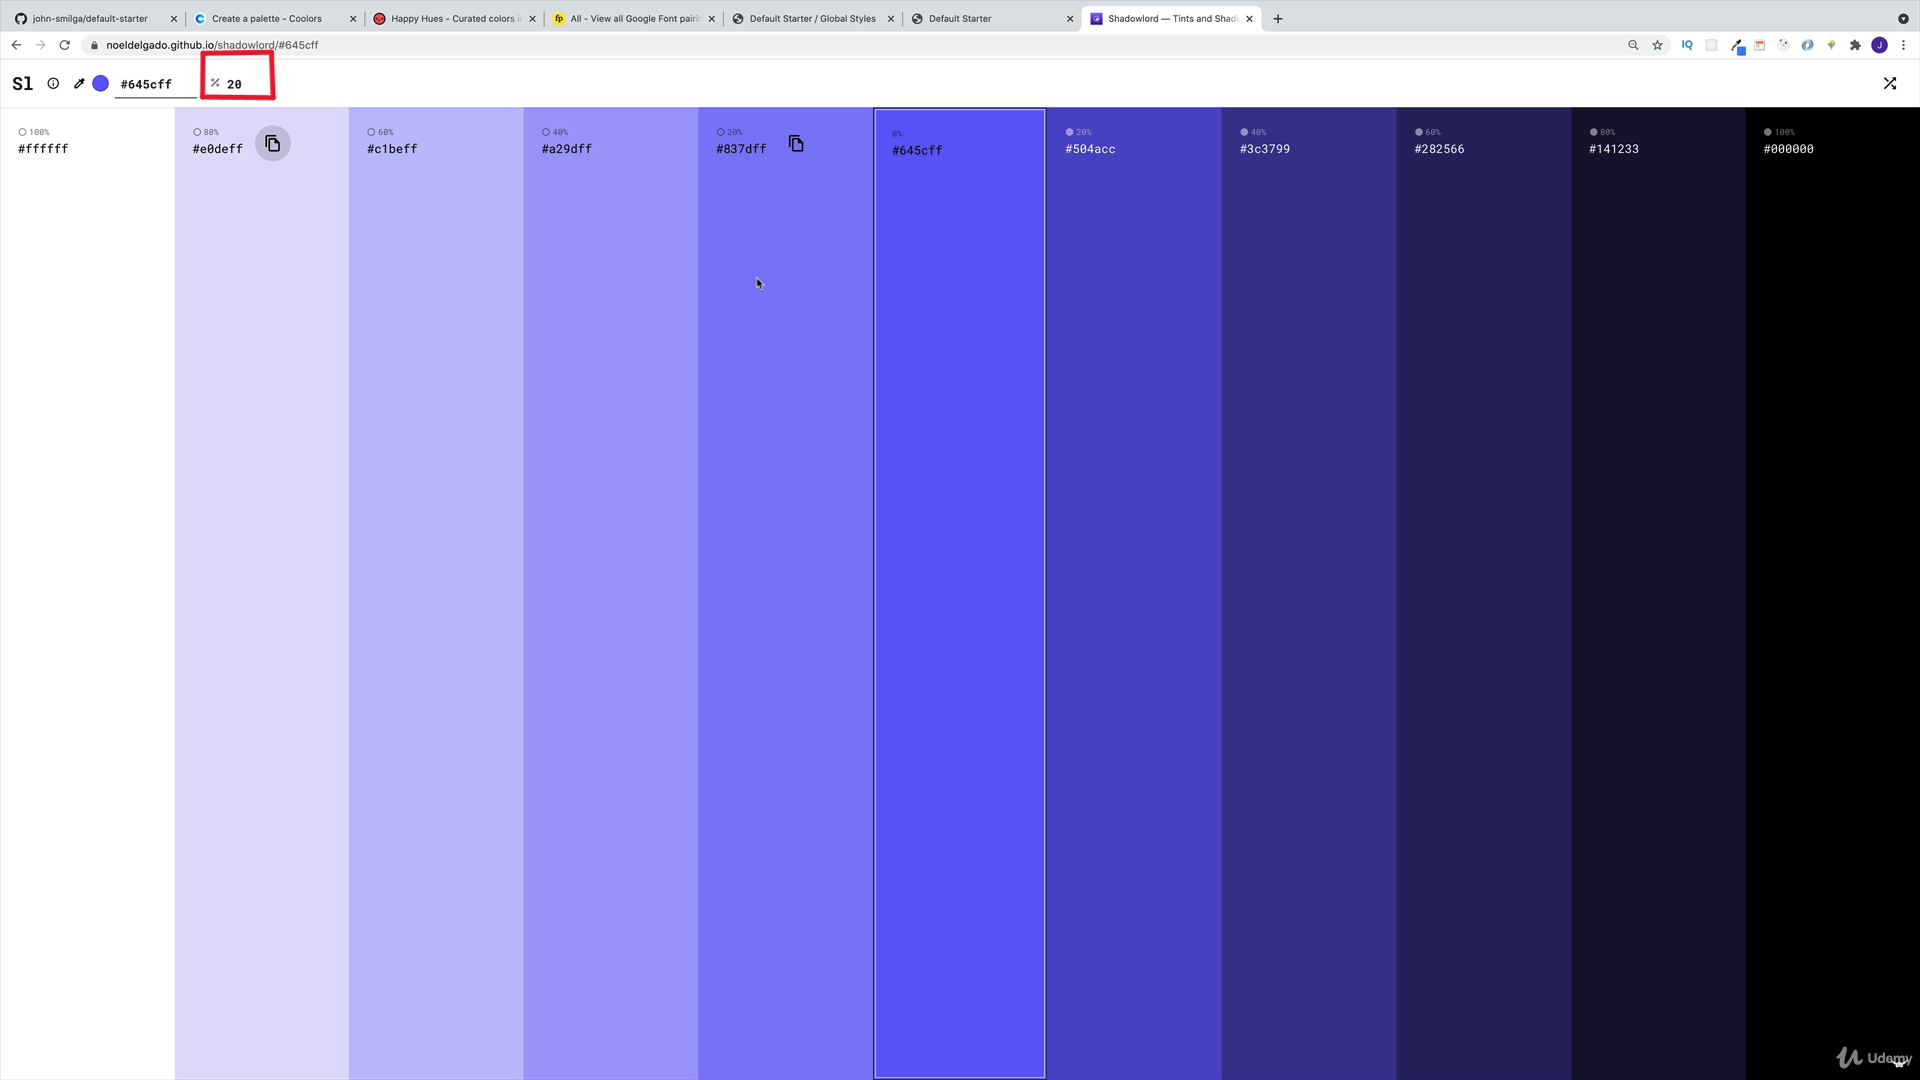 john-smilga/default-starter
Create a palette - Coolors
Happy Hues - Curated colors i
All - View all Google Font pairi
Default Starter / Global Styles
Default Starter
Shadowlord — Tints and Shade
noeldelgado.github.io/shadowlord/#645cff
IQ
J
Sl
#645cff
% 20
100%
#ffffff
80%
#e0deff
60%
#c1beff
40%
#a29dff
20%
#837dff
0%
#645cff
20%
#504acc
40%
#3c3799
60%
#282566
80%
#141233
100%
#000000
Udemy